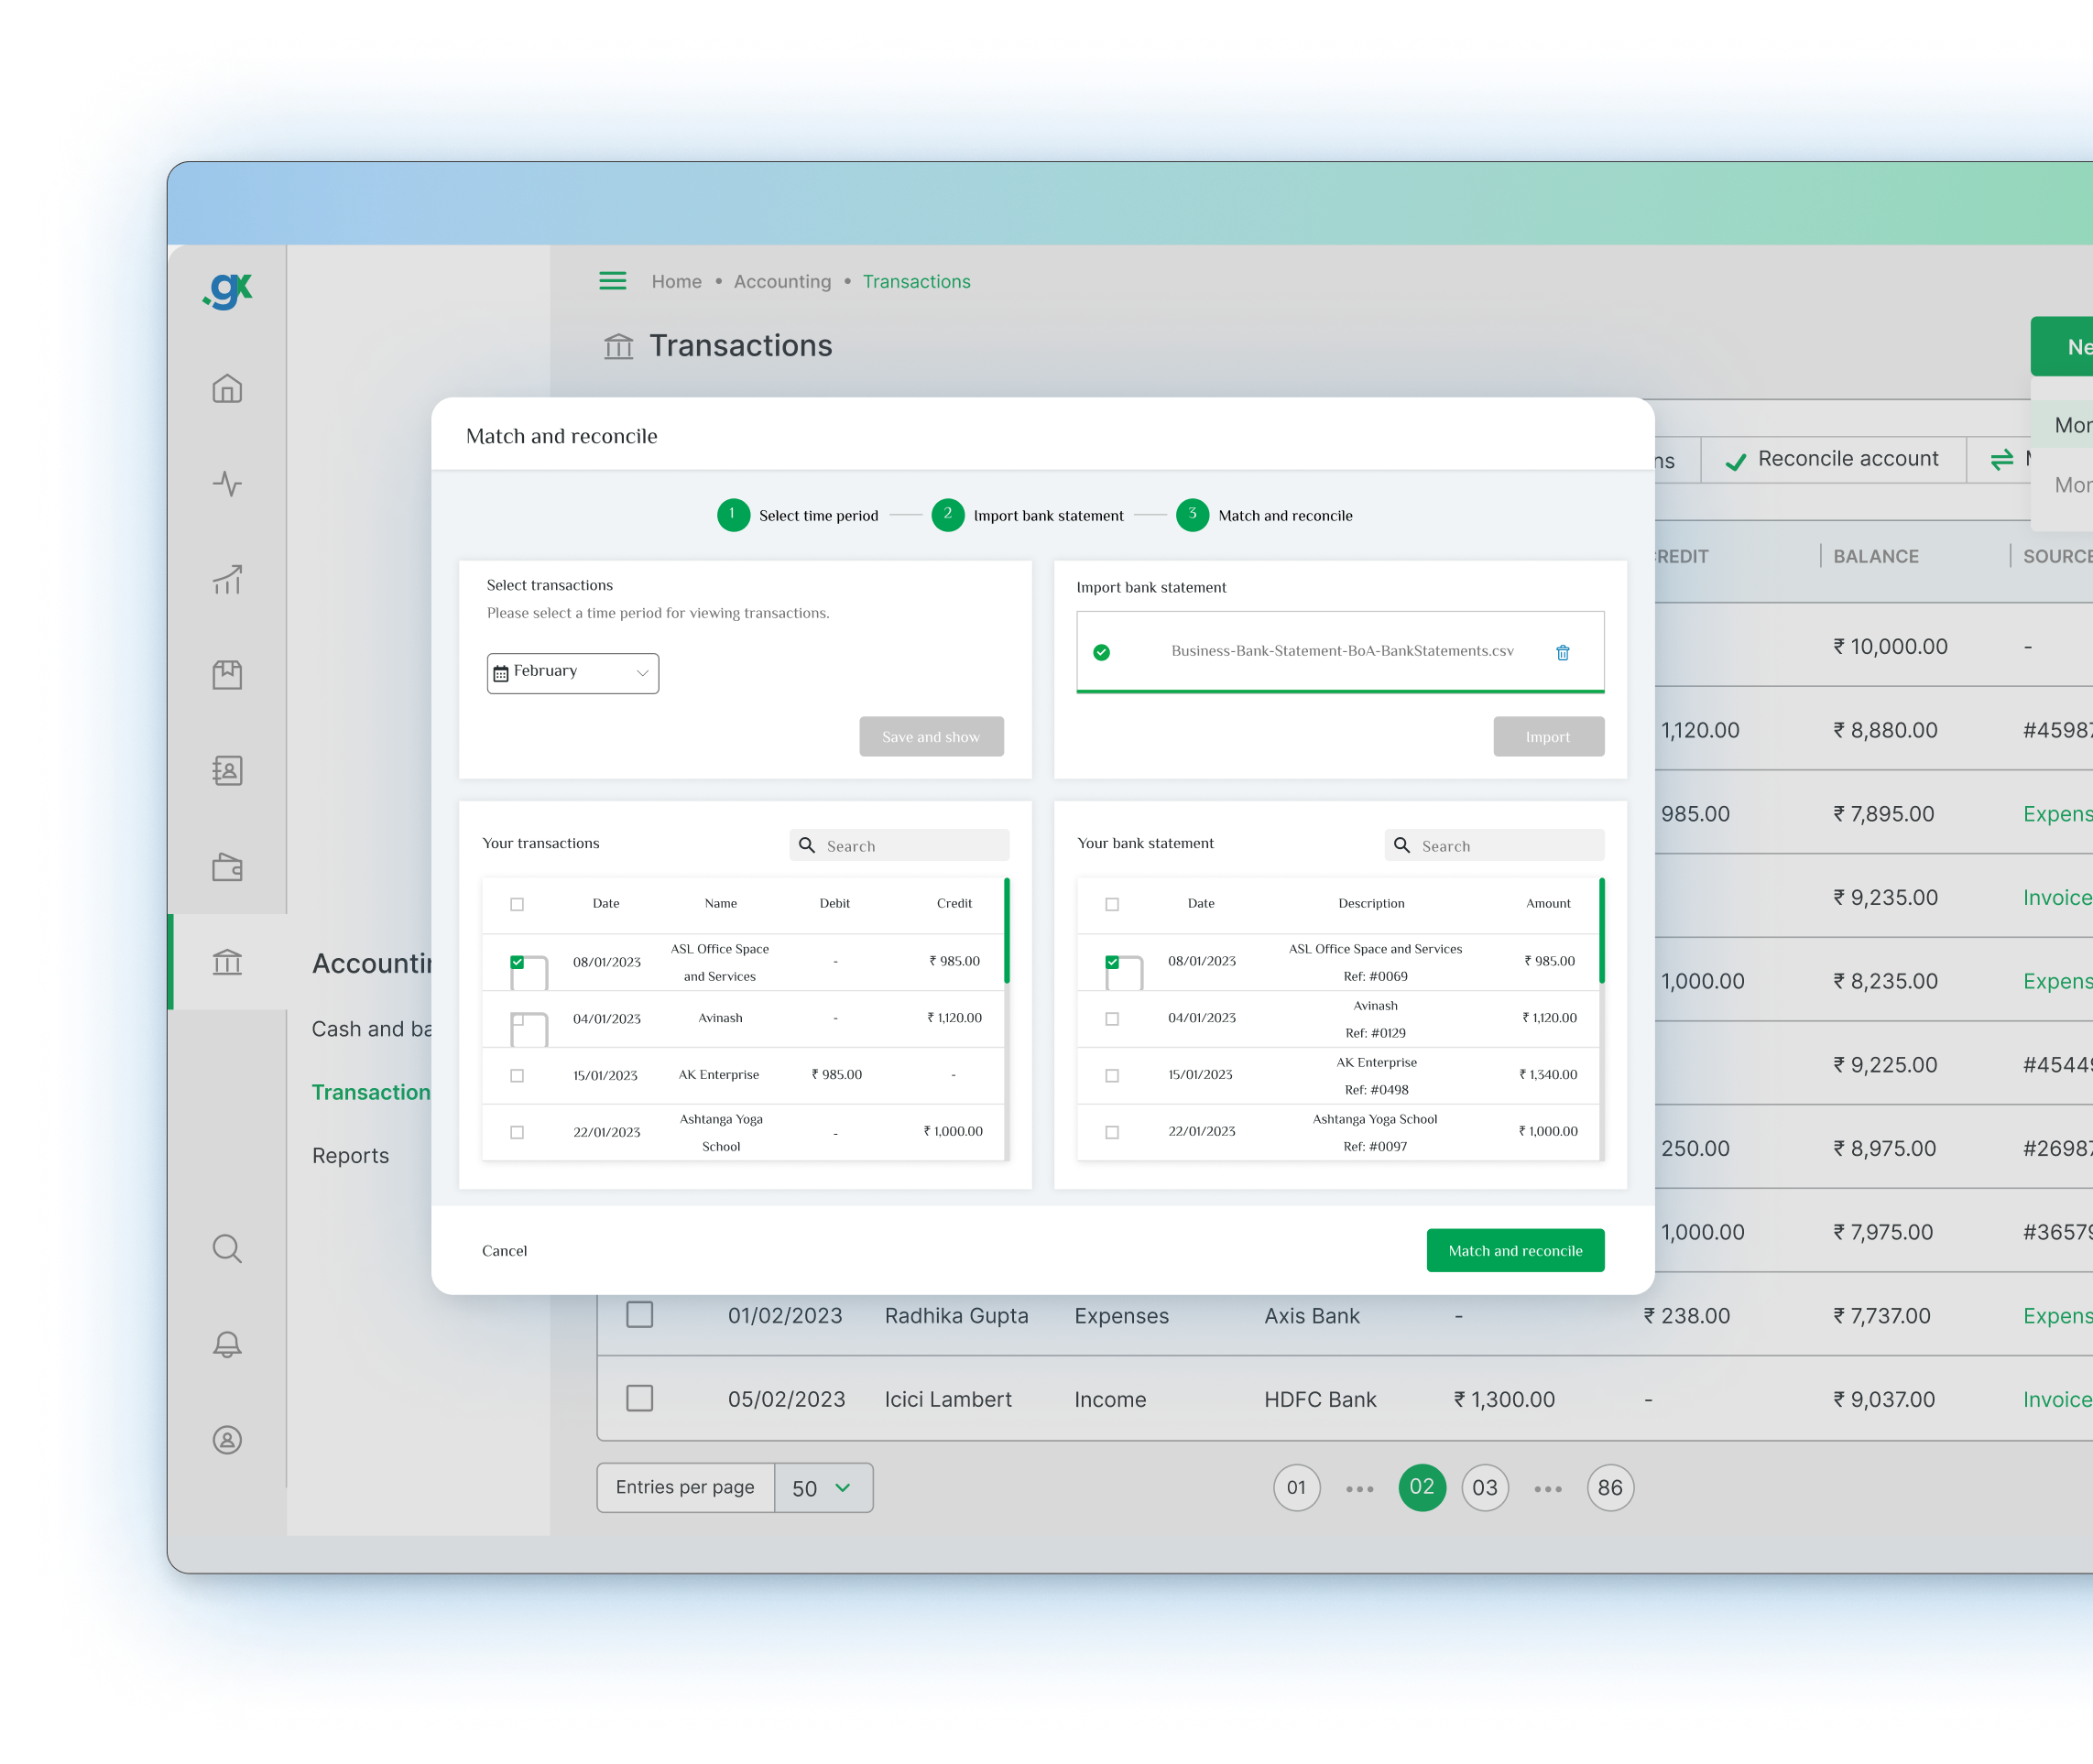 .gx
Home • Accounting • Transactions
Transactions
Ne
Mor
Mor
ns
Reconcile account
REDIT
BALANCE
SOURCE
₹ 10,000.00 -
1,120.00 ₹ 8,880.00 #45987
985.00 ₹ 7,895.00 Expens
₹ 9,235.00 Invoice
1,000.00 ₹ 8,235.00 Expens
₹ 9,225.00 #45449
250.00 ₹ 8,975.00 #26987
1,000.00 ₹ 7,975.00 #36579
Accountin
Cash and ba
Transaction
Reports
Match and reconcile
1 Select time period 2 Import bank statement 3 Match and reconcile
Select transactions
Please select a time period for viewing transactions.
February
Save and show
Import bank statement
Business-Bank-Statement-BoA-BankStatements.csv
Import
Your transactions
Search
Date Name Debit Credit
08/01/2023 ASL Office Space - ₹ 985.00
and Services
04/01/2023 Avinash - ₹ 1,120.00
15/01/2023 AK Enterprise ₹ 985.00 -
22/01/2023 Ashtanga Yoga - ₹ 1,000.00
School
Your bank statement
Search
Date Description Amount
08/01/2023 ASL Office Space and Services ₹ 985.00
Ref: #0069
04/01/2023 Avinash ₹ 1,120.00
Ref: #0129
15/01/2023 AK Enterprise ₹ 1,340.00
Ref: #0498
22/01/2023 Ashtanga Yoga School ₹ 1,000.00
Ref: #0097
Cancel
Match and reconcile
01/02/2023 Radhika Gupta Expenses Axis Bank - ₹ 238.00 ₹ 7,737.00 Expens
05/02/2023 Icici Lambert Income HDFC Bank ₹ 1,300.00 - ₹ 9,037.00 Invoice
Entries per page 50
01 ••• 02 03 ••• 86